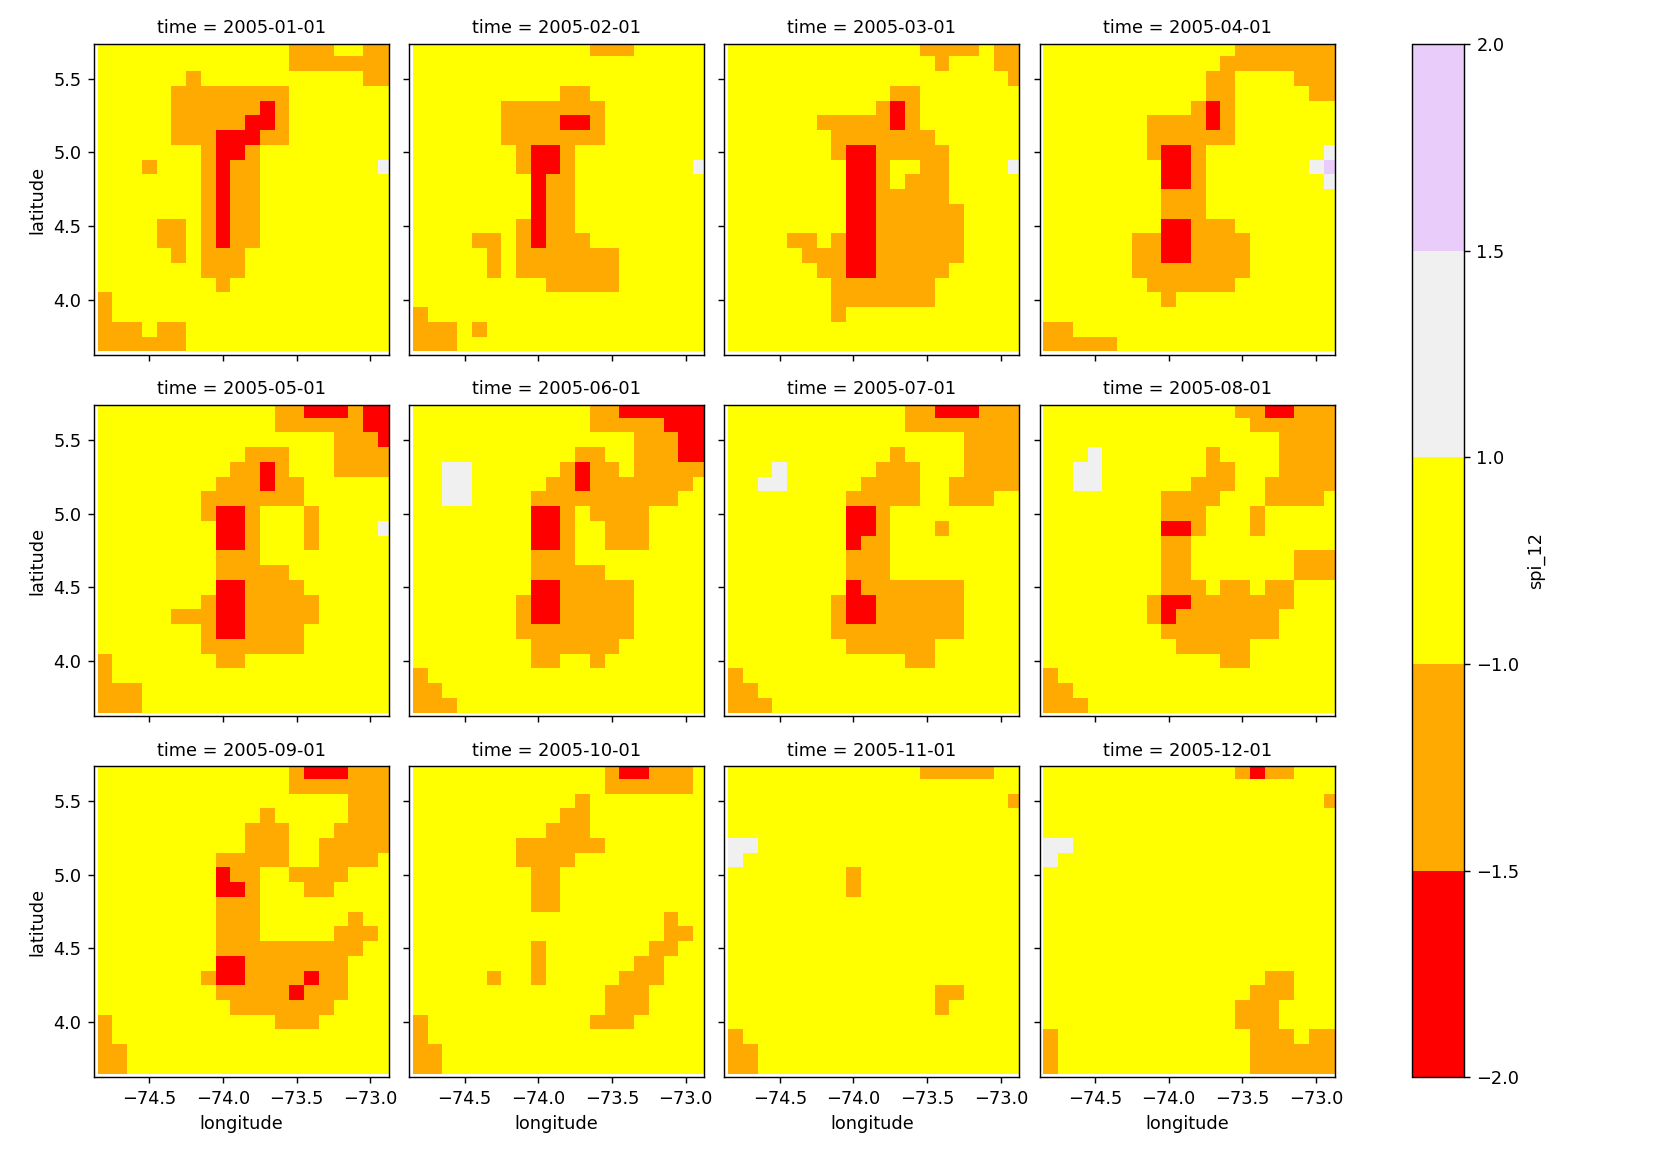 time = 2005-01-01
time = 2005-02-01
time = 2005-03-01
time = 2005-04-01
latitude
5.5
5.0
4.5
4.0
time = 2005-05-01
time = 2005-06-01
time = 2005-07-01
time = 2005-08-01
latitude
5.5
5.0
4.5
4.0
time = 2005-09-01
time = 2005-10-01
time = 2005-11-01
time = 2005-12-01
latitude
5.5
5.0
4.5
4.0
−74.5 −74.0 −73.5 −73.0
longitude
−74.5 −74.0 −73.5 −73.0
longitude
−74.5 −74.0 −73.5 −73.0
longitude
−74.5 −74.0 −73.5 −73.0
longitude
2.0
1.5
1.0
−1.0
−1.5
−2.0
spi_12